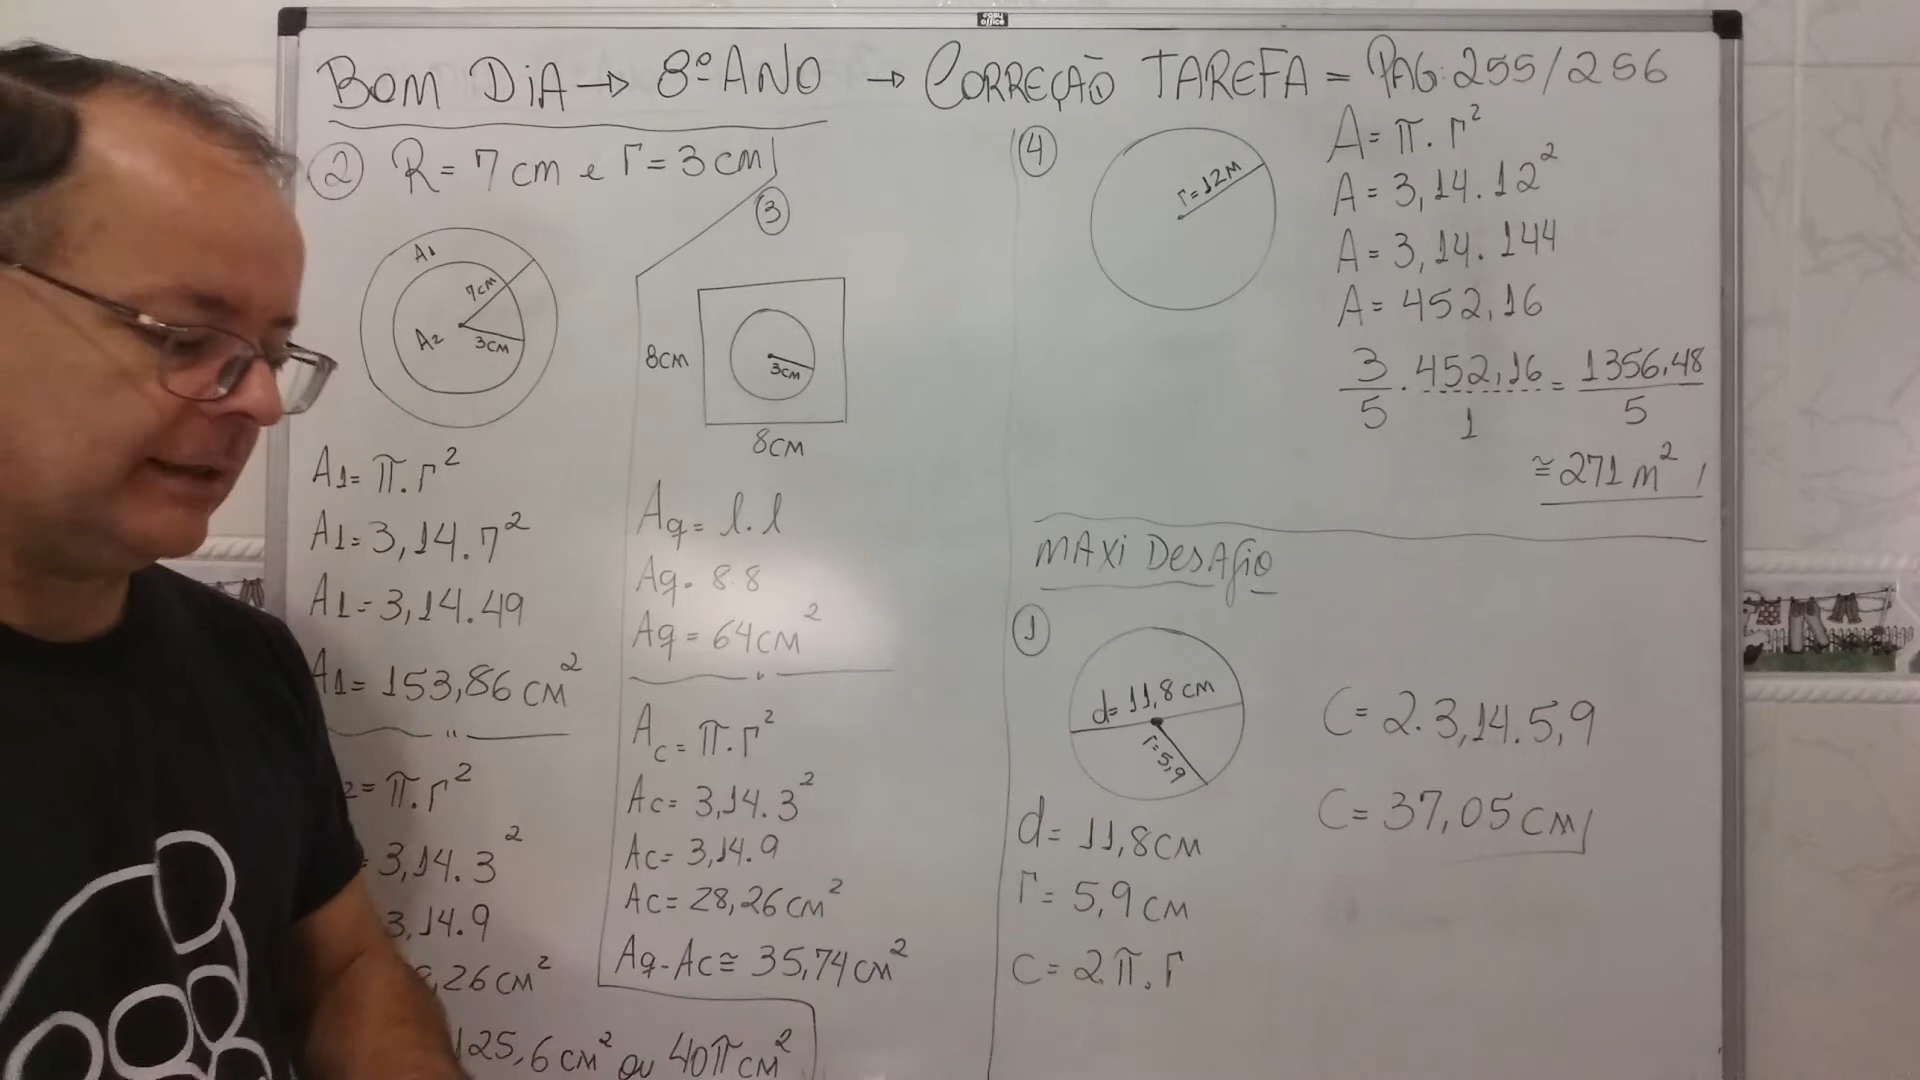 cosy office
BOM DIA → 8º ANO → CORREÇÃO TAREFA = PÁG: 255/256
② R = 7 cm e r = 3 cm
A1
7cm
A2
3cm
A1 = π.r²
A1 = 3,14.7²
A1 = 3,14.49
A1 = 153,86 cm²
"
2 = π.r²
= 3,14.3²
3,14.9
,26 cm²
125,6 cm² ou 40π cm²
③
8cm
3cm
8cm
Aq = l.l
Aq = 8.8
Aq = 64 cm²
"
Ac = π.r²
Ac = 3,14.3²
Ac = 3,14.9
Ac = 28,26 cm²
Aq - Ac ≅ 35,74 cm²
④
r = 12m
A = π.r²
A = 3,14.12²
A = 3,14.144
A = 452,16
3/5 . 452,16/1 = 1356,48/5
≅ 271 m²
MAXI DESAFIO
①
d = 11,8 cm
r = 5,9
d = 11,8 cm
r = 5,9 cm
C = 2π.r
C = 2.3,14.5,9
C = 37,05 cm